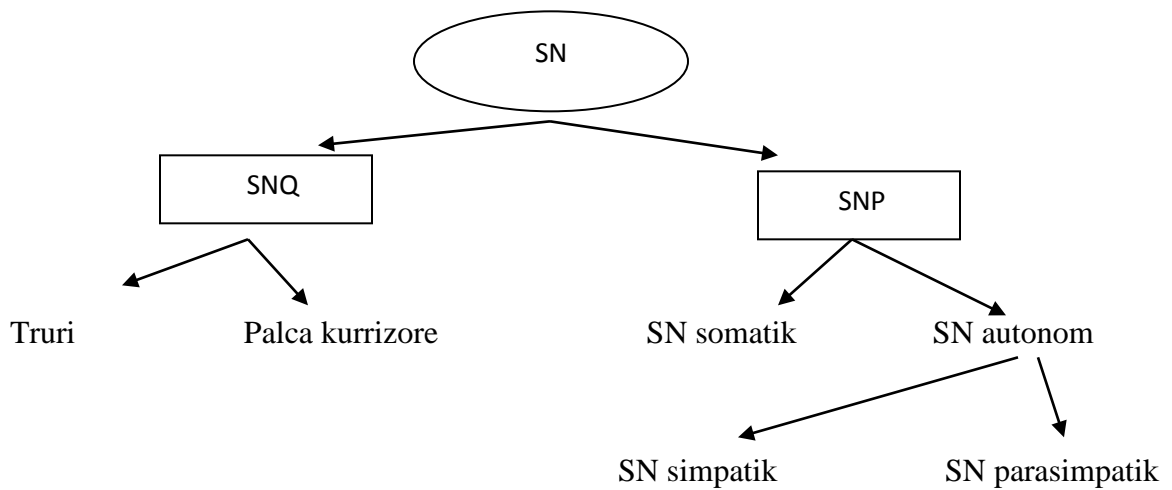 SN
SNQ
SNP
Truri
Palca kurrizore
SN somatik
SN autonom
SN simpatik
SN parasimpatik